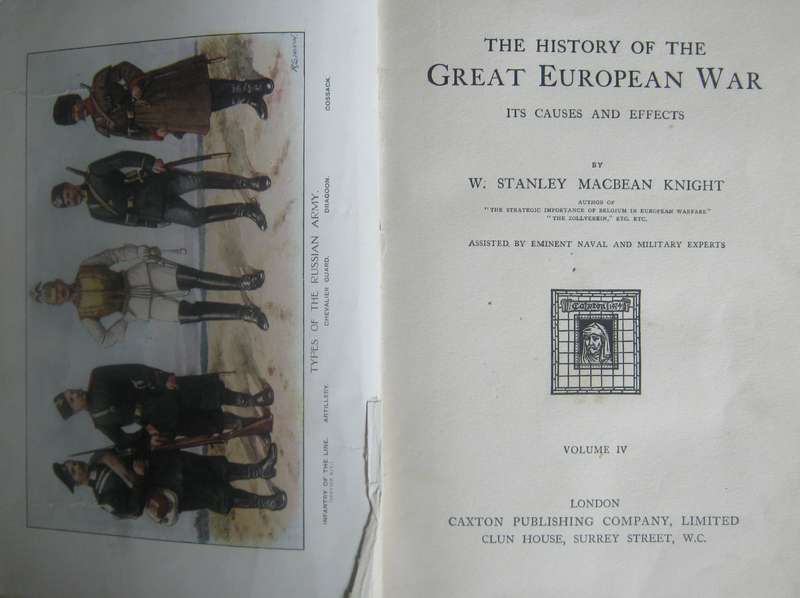 TYPES OF THE RUSSIAN ARMY.
INFANTRY OF THE LINE. ARTILLERY. CHEVALIER GUARD. DRAGOON. COSSACK.
THE HISTORY OF THE
GREAT EUROPEAN WAR
ITS CAUSES AND EFFECTS
BY
W. STANLEY MACBEAN KNIGHT
AUTHOR OF
"THE STRATEGIC IMPORTANCE OF BELGIUM IN EUROPEAN WARFARE"
"THE ZOLLVEREIN," ETC. ETC.
ASSISTED BY EMINENT NAVAL AND MILITARY EXPERTS
VOLUME IV
LONDON
CAXTON PUBLISHING COMPANY, LIMITED
CLUN HOUSE, SURREY STREET, W.C.